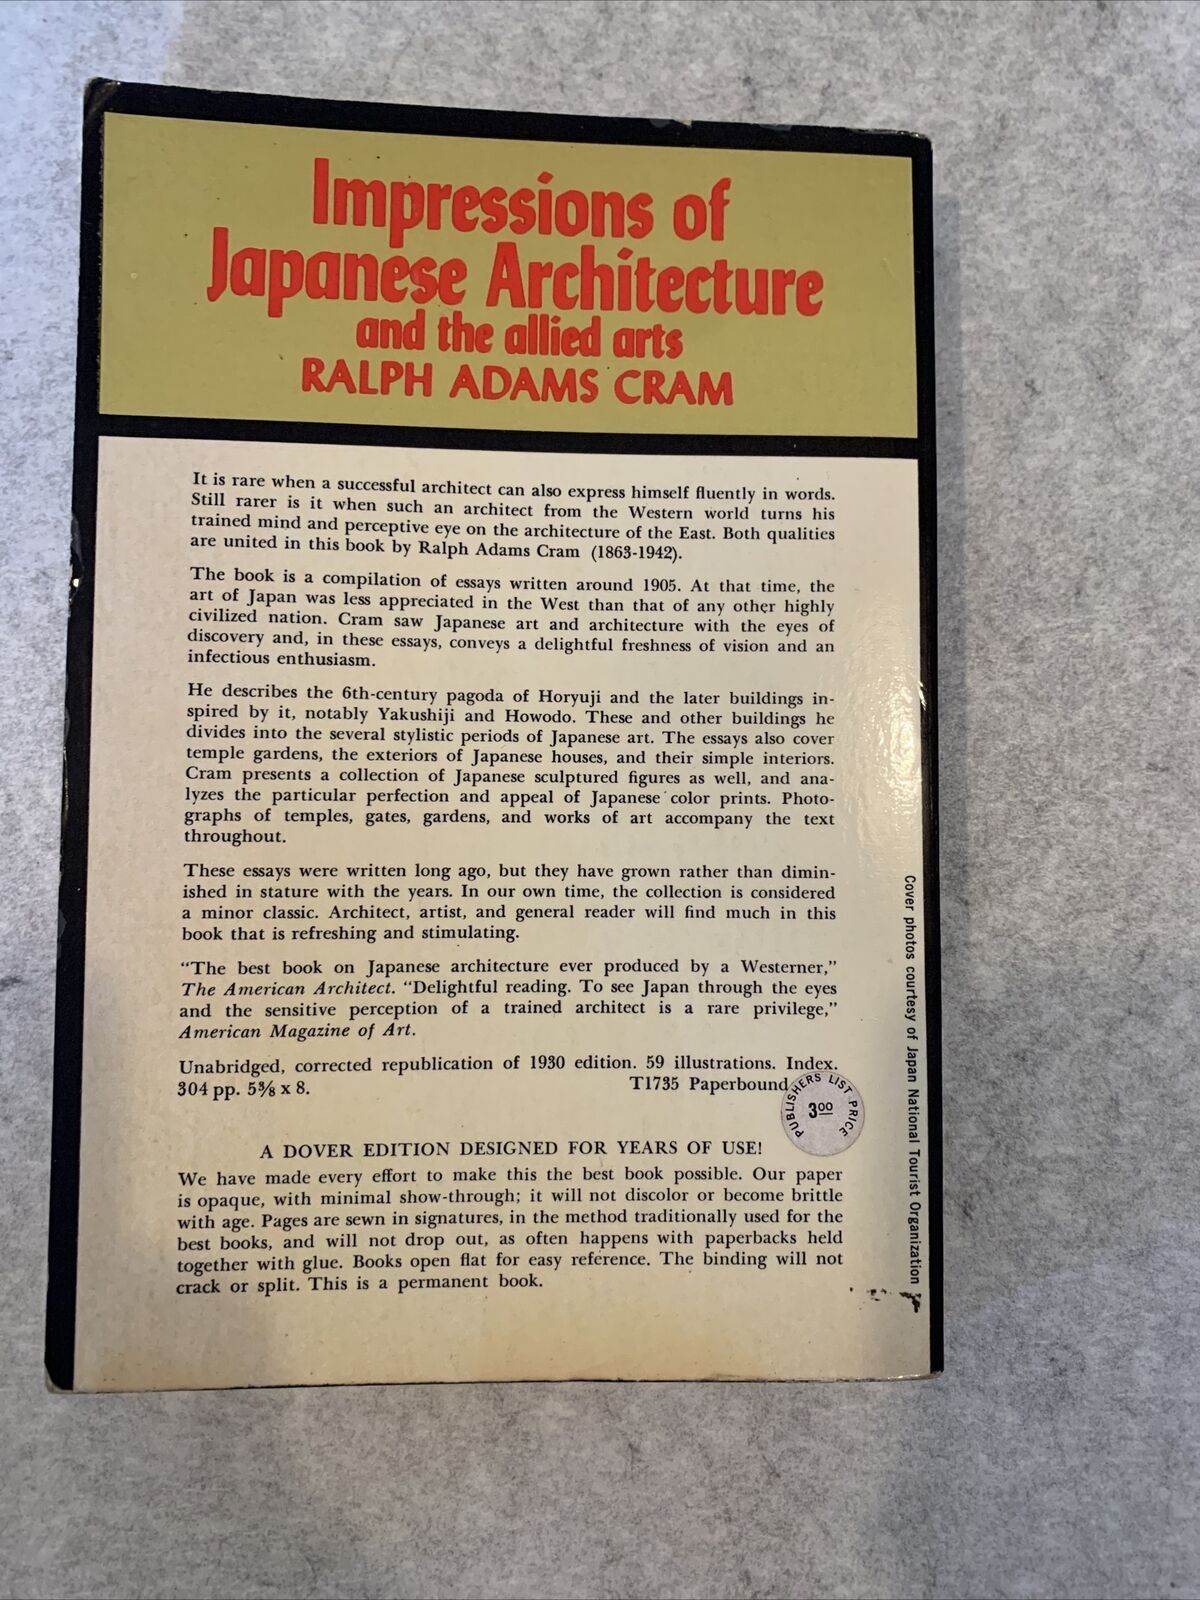 Impressions of
Japanese Architecture
and the allied arts
RALPH ADAMS CRAM
It is rare when a successful architect can also express himself fluently in words.
Still rarer is it when such an architect from the Western world turns his
trained mind and perceptive eye on the architecture of the East. Both qualities
are united in this book by Ralph Adams Cram (1863-1942).
The book is a compilation of essays written around 1905. At that time, the
art of Japan was less appreciated in the West than that of any other highly
civilized nation. Cram saw Japanese art and architecture with the eyes of
discovery and, in these essays, conveys a delightful freshness of vision and an
infectious enthusiasm.
He describes the 6th-century pagoda of Horyuji and the later buildings in-
spired by it, notably Yakushiji and Howodo. These and other buildings he
divides into the several stylistic periods of Japanese art. The essays also cover
temple gardens, the exteriors of Japanese houses, and their simple interiors.
Cram presents a collection of Japanese sculptured figures as well, and ana-
lyzes the particular perfection and appeal of Japanese color prints. Photo-
graphs of temples, gates, gardens, and works of art accompany the text
throughout.
These essays were written long ago, but they have grown rather than dimin-
ished in stature with the years. In our own time, the collection is considered
a minor classic. Architect, artist, and general reader will find much in this
book that is refreshing and stimulating.
“The best book on Japanese architecture ever produced by a Westerner,”
The American Architect. “Delightful reading. To see Japan through the eyes
and the sensitive perception of a trained architect is a rare privilege,”
American Magazine of Art.
Unabridged, corrected republication of 1930 edition. 59 illustrations. Index.
304 pp. 5⅜ x 8. T1735 Paperbound
PUBLISHERS LIST PRICE
3⁰⁰
A DOVER EDITION DESIGNED FOR YEARS OF USE!
We have made every effort to make this the best book possible. Our paper
is opaque, with minimal show-through; it will not discolor or become brittle
with age. Pages are sewn in signatures, in the method traditionally used for the
best books, and will not drop out, as often happens with paperbacks held
together with glue. Books open flat for easy reference. The binding will not
crack or split. This is a permanent book.
Cover photos courtesy of Japan National Tourist Organization